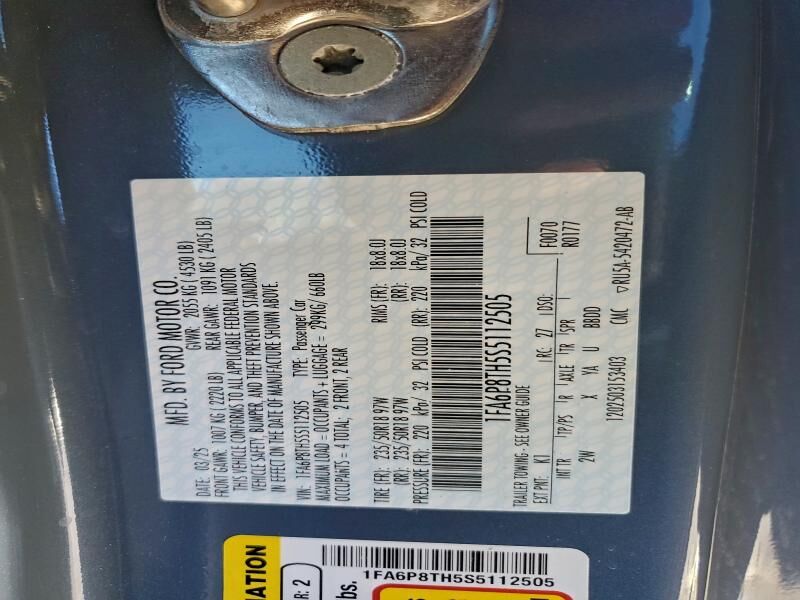 MFD. BY FORD MOTOR CO.
DATE: 03/25 GVWR: 2055 KG ( 4530 LB)
FRONT GAWR: 1007 KG (2220 LB) REAR GAWR: 1091 KG ( 2405 LB)
THIS VEHICLE CONFORMS TO ALL APPLICABLE FEDERAL MOTOR
VEHICLE SAFETY, BUMPER, AND THEFT PREVENTION STANDARDS
IN EFFECT ON THE DATE OF MANUFACTURE SHOWN ABOVE.
VIN: 1FA6P8TH5S5112505 TYPE: Passenger Car
MAXIMUM LOAD = OCCUPANTS + LUGGAGE = 299KG/ 660LB
OCCUPANTS = 4 TOTAL; 2 FRONT, 2 REAR
TIRE (FR): 235/50R18 97W RIMS (FR): 18x8.0J
(RR): 235/50R18 97W (RR): 18x8.0J
PRESSURE (FR): 220 kPa/ 32 PSI COLD (RR): 220 kPa/ 32 PSI COLD
1FA6P8TH5S5112505
TRAILER TOWING - SEE OWNER GUIDE
EXT PNT: K1 RC: 27 DSO: F0070
R0177
INT TR TP/PS R AXLE TR SPR
2W X YA U BBDD
12025031S3403 CMC ▽RU5A-5420472-AB
1FA6P8TH5S5112505